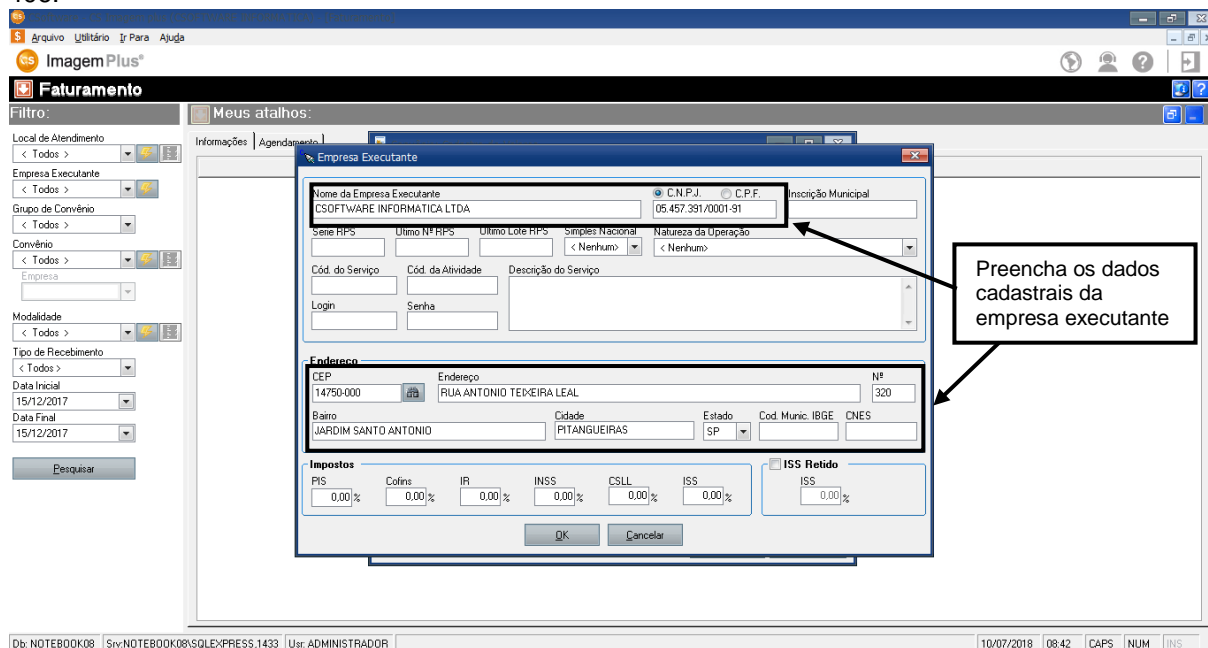 Arquivo Utilitário Ir Para Ajuda
ImagemPlus®
Faturamento
Filtro:
Meus atalhos:
Local de Atendimento
< Todos >
Empresa Executante
< Todos >
Grupo de Convênio
< Todos >
Convênio
< Todos >
Empresa
Modalidade
< Todos >
Tipo de Recebimento
< Todos >
Data Inicial
15/12/2017
Data Final
15/12/2017
Pesquisar
Informações Agendamento
Empresa Executante
Nome da Empresa Executante C.N.P.J. C.P.F. Inscrição Municipal
CSOFTWARE INFORMATICA LTDA 05.457.391/0001-91
Serie RPS Último Nº RPS Último Lote RPS Simples Nacional Natureza da Operação
< Nenhum> < Nenhum>
Cód. do Serviço Cód. da Atividade Descrição do Serviço
Login Senha
Endereço
CEP Endereço Nº
14750-000 RUA ANTONIO TEIXEIRA LEAL 320
Bairro Cidade Estado Cod. Munic. IBGE CNES
JARDIM SANTO ANTONIO PITANGUEIRAS SP
Impostos ISS Retido
PIS Cofins IR INSS CSLL ISS ISS
0,00 % 0,00 % 0,00 % 0,00 % 0,00 % 0,00 % 0,00 %
OK Cancelar
Preencha os dados
cadastrais da
empresa executante
Db: NOTEBOOK08 Srv:NOTEBOOK08\SQLEXPRESS,1433 Usr: ADMINISTRADOR 10/07/2018 08:42 CAPS NUM INS